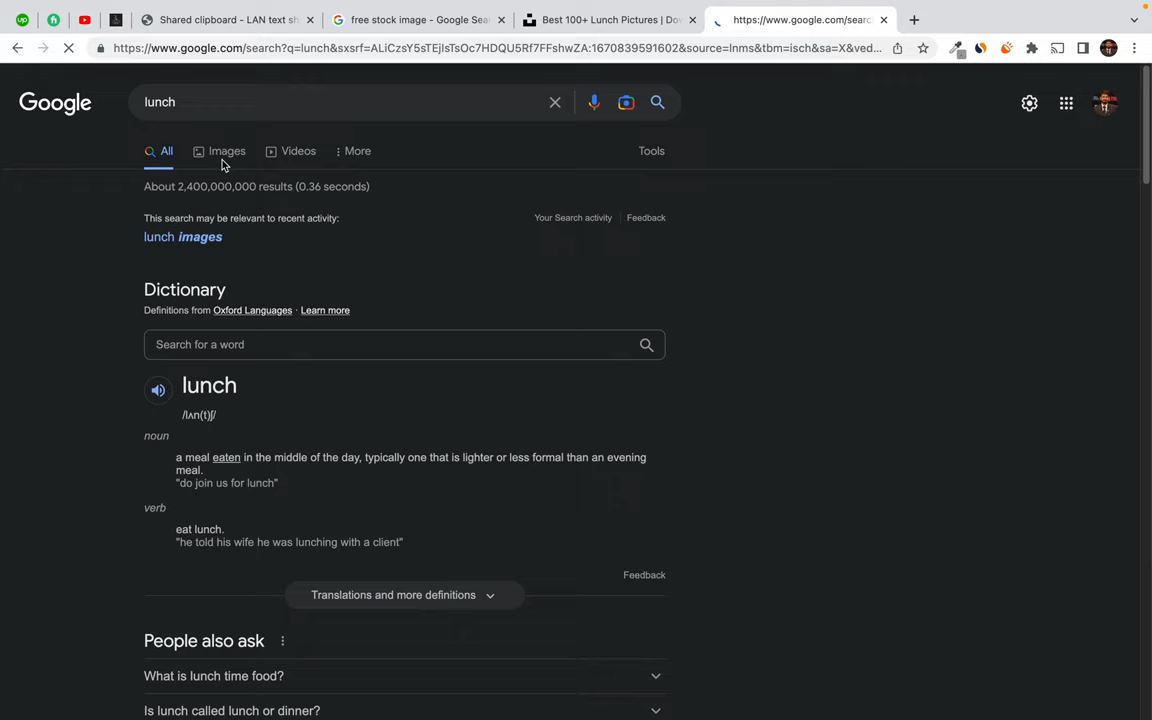 Shared clipboard - LAN text sh
free stock image - Google Sea
Best 100+ Lunch Pictures | Dow
https://www.google.com/searc
https://www.google.com/search?q=lunch&sxsrf=ALiCzsY5sTEjlsTsOc7HDQU5Rf7FFshwZA:1670839591602&source=lnms&tbm=isch&sa=X&ved...
Google
lunch
All
Images
Videos
More
Tools
About 2,400,000,000 results (0.36 seconds)
This search may be relevant to recent activity:
Your Search activity
Feedback
lunch images
Dictionary
Definitions from Oxford Languages · Learn more
Search for a word
lunch
/lʌn(t)ʃ/
noun
a meal eaten in the middle of the day, typically one that is lighter or less formal than an evening
meal.
"do join us for lunch"
verb
eat lunch.
"he told his wife he was lunching with a client"
Feedback
Translations and more definitions
People also ask
What is lunch time food?
Is lunch called lunch or dinner?